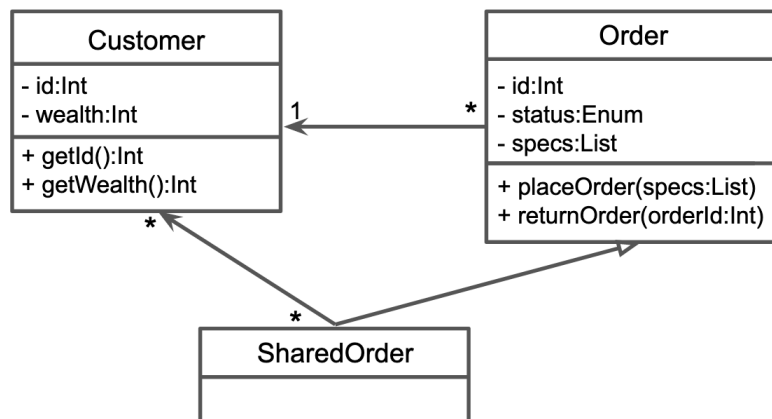 Customer
- id:Int
- wealth:Int
+ getId():Int
+ getWealth():Int
1
*
Order
- id:Int
- status:Enum
- specs:List
+ placeOrder(specs:List)
+ returnOrder(orderId:Int)
*
*
SharedOrder